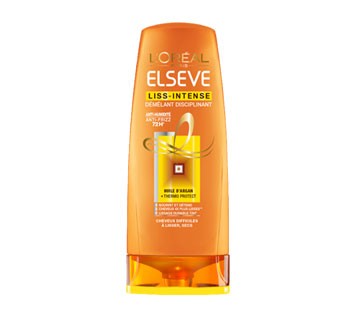 L'ORÉAL
PARIS
ELSEVE
LISS-INTENSE
DÉMÊLANT DISCIPLINANT
ANTI-HUMIDITÉ
ANTI-FRIZZ
72H
HUILE D'ARGAN
+ THERMO PROTECT
CHEVEUX DIFFICILES
À LISSER, SECS